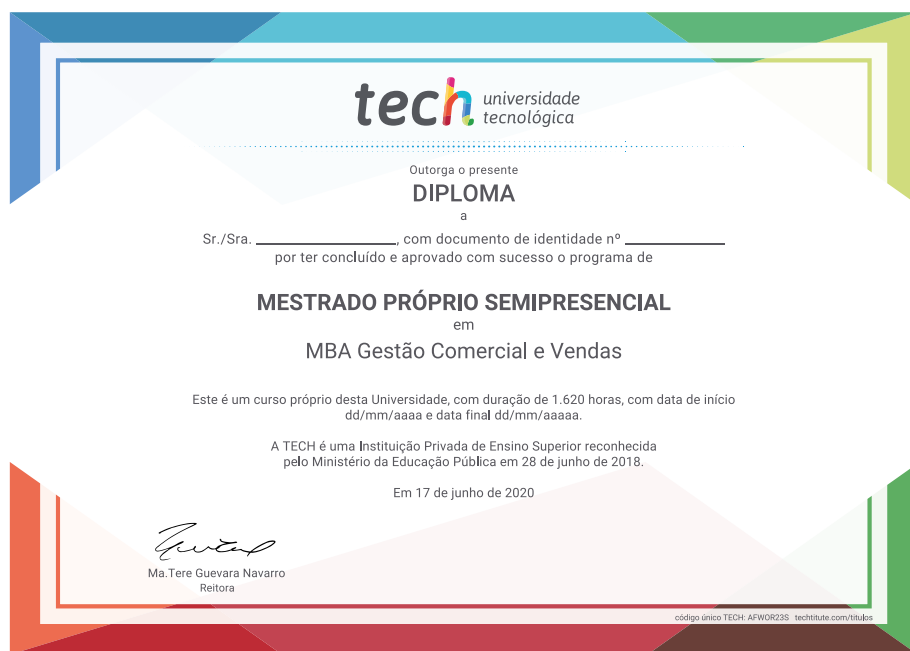 tech universidade
tecnológica
Outorga o presente
DIPLOMA
a
Sr./Sra. ____________________, com documento de identidade nº ______________
por ter concluído e aprovado com sucesso o programa de
MESTRADO PRÓPRIO SEMIPRESENCIAL
em
MBA Gestão Comercial e Vendas
Este é um curso próprio desta Universidade, com duração de 1.620 horas, com data de início
dd/mm/aaaa e data final dd/mm/aaaaa.
A TECH é uma Instituição Privada de Ensino Superior reconhecida
pelo Ministério da Educação Pública em 28 de junho de 2018.
Em 17 de junho de 2020
Ma.Tere Guevara Navarro
Reitora
código único TECH: AFWOR23S techtitute.com/titulos